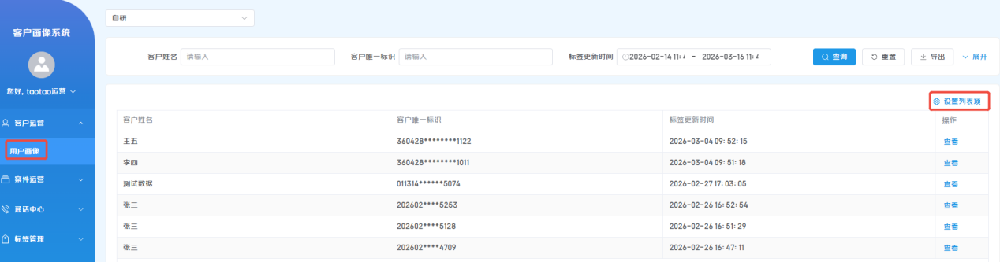 自研
客户画像系统
客户姓名 请输入 客户唯一标识 请输入 标签更新时间 2026-02-14 11:4 - 2026-03-16 11:4 查询 重置 导出 展开
您好, taotao运营
设置列表项
客户姓名 客户唯一标识 标签更新时间 操作
客户运营
王五 360428********1122 2026-03-04 09:52:15 查看
用户画像
李四 360428********1011 2026-03-04 09:51:18 查看
案件运营
测试数据 011314******5074 2026-02-27 17:03:05 查看
通话中心
张三 202602****5253 2026-02-26 16:52:54 查看
张三 202602****5128 2026-02-26 16:51:29 查看
标签管理
张三 202602****4709 2026-02-26 16:47:11 查看